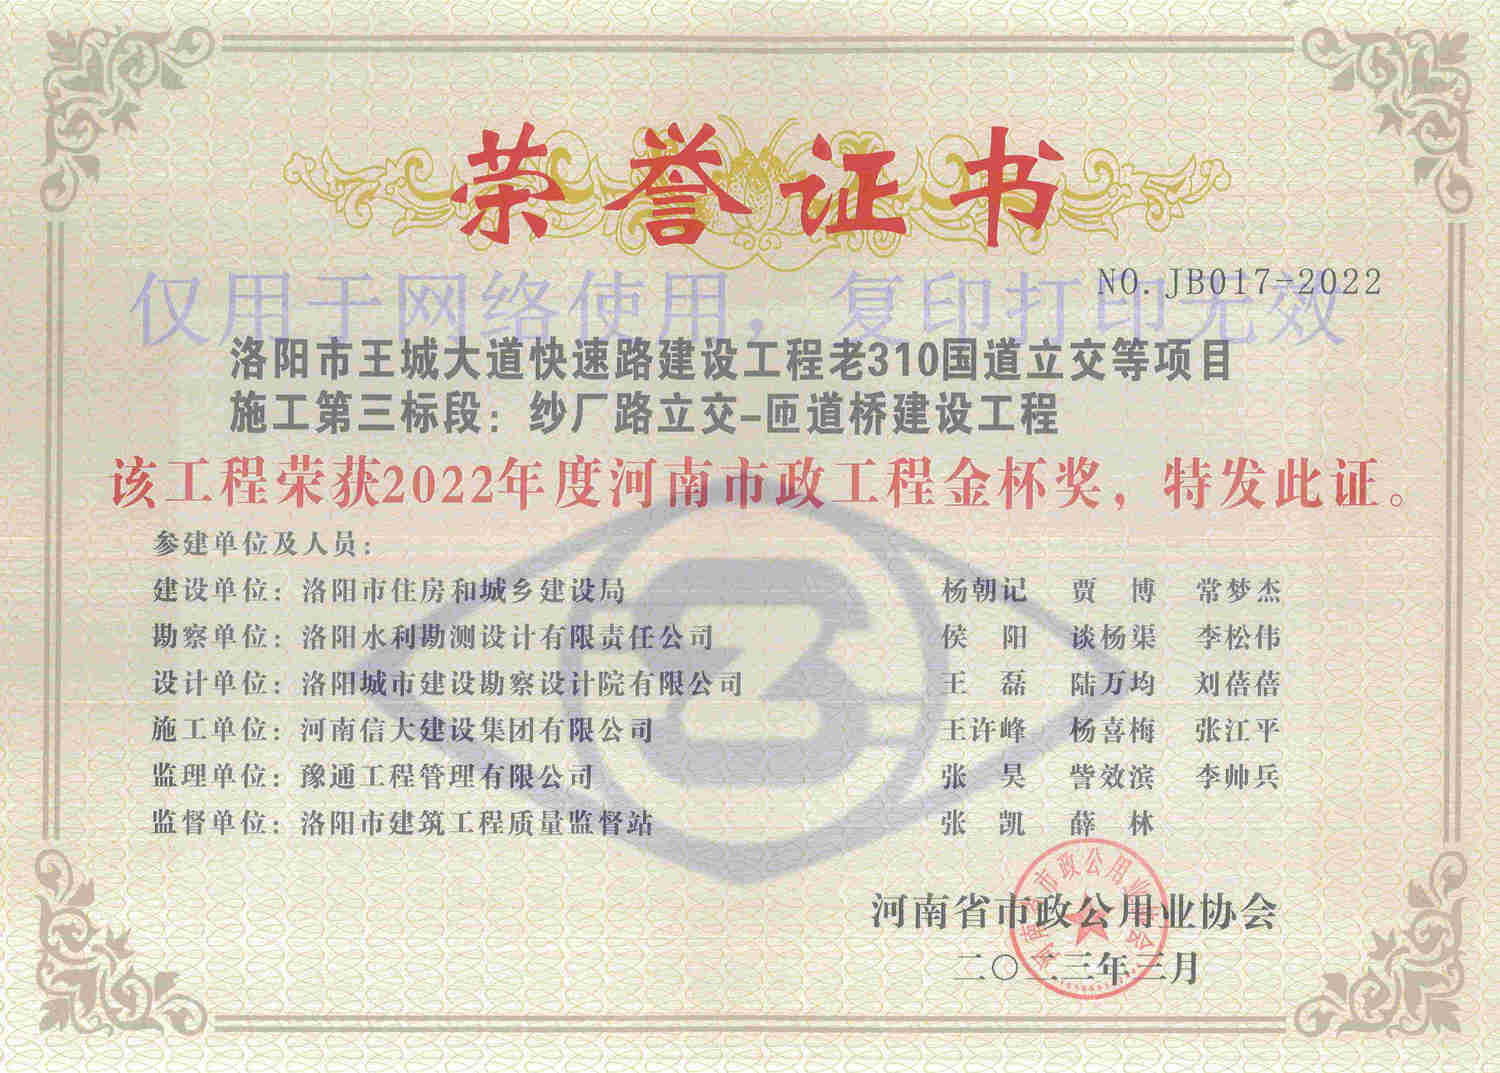 荣誉证书
NO.JB017-2022
仅用于网络使用，复印打印无效
洛阳市王城大道快速路建设工程老310国道立交等项目
施工第三标段：纱厂路立交-匝道桥建设工程
该工程荣获2022年度河南市政工程金杯奖，特发此证。
参建单位及人员：
建设单位：洛阳市住房和城乡建设局 杨朝记 贾博 常梦杰
勘察单位：洛阳水利勘测设计有限责任公司 侯阳 谈杨渠 李松伟
设计单位：洛阳城市建设勘察设计院有限公司 王磊 陆万均 刘蓓蓓
施工单位：河南信大建设集团有限公司 王许峰 杨喜梅 张江平
监理单位：豫通工程管理有限公司 张昊 訾效滨 李帅兵
监督单位：洛阳市建筑工程质量监督站 张凯 薛林
河南省市政公用业协会
二〇二三年三月
河南省市政公用业协会